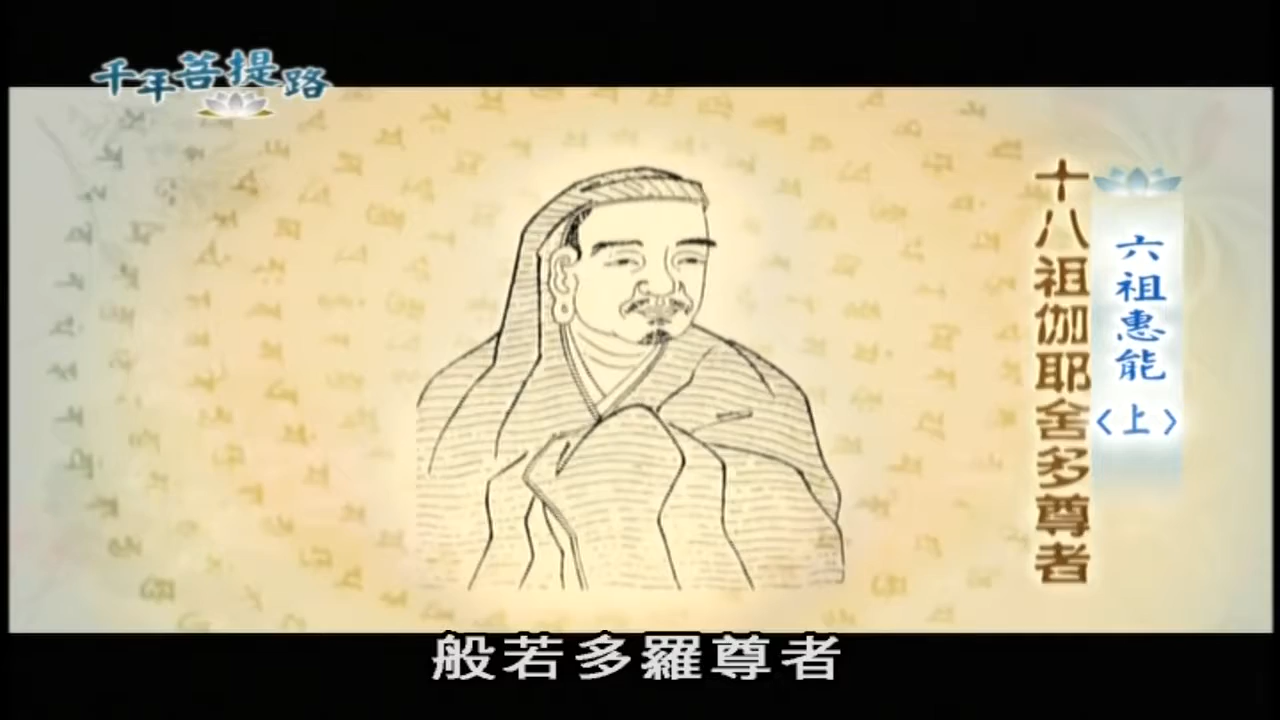 千年菩提路
六祖惠能
〈上〉
十八祖伽耶舍多尊者
般若多羅尊者